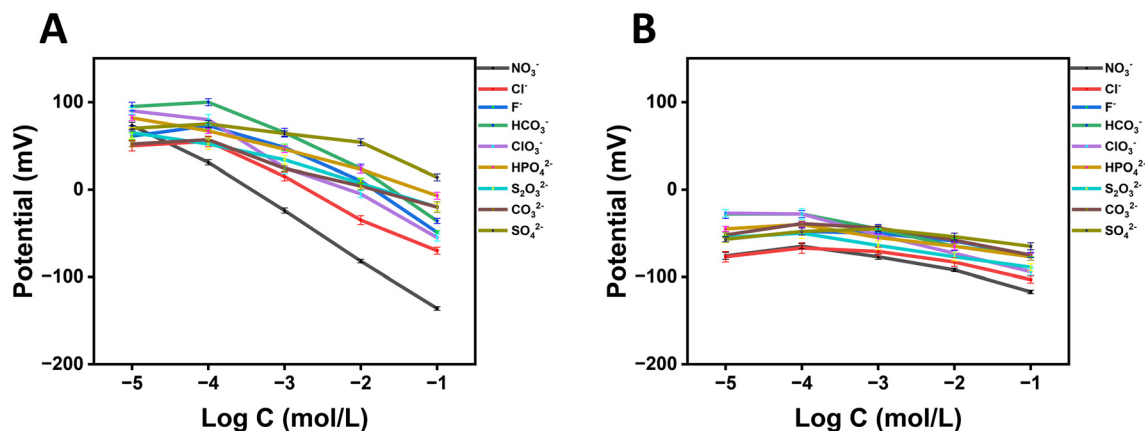 A
Potential (mV)
100
0
−100
−200
−5
−4
−3
−2
−1
Log C (mol/L)
NO₃⁻
Cl⁻
F⁻
HCO₃⁻
ClO₃⁻
HPO₄²⁻
S₂O₃²⁻
CO₃²⁻
SO₄²⁻
B
Potential (mV)
100
0
−100
−200
−5
−4
−3
−2
−1
Log C (mol/L)
NO₃⁻
Cl⁻
F⁻
HCO₃⁻
ClO₃⁻
HPO₄²⁻
S₂O₃²⁻
CO₃²⁻
SO₄²⁻